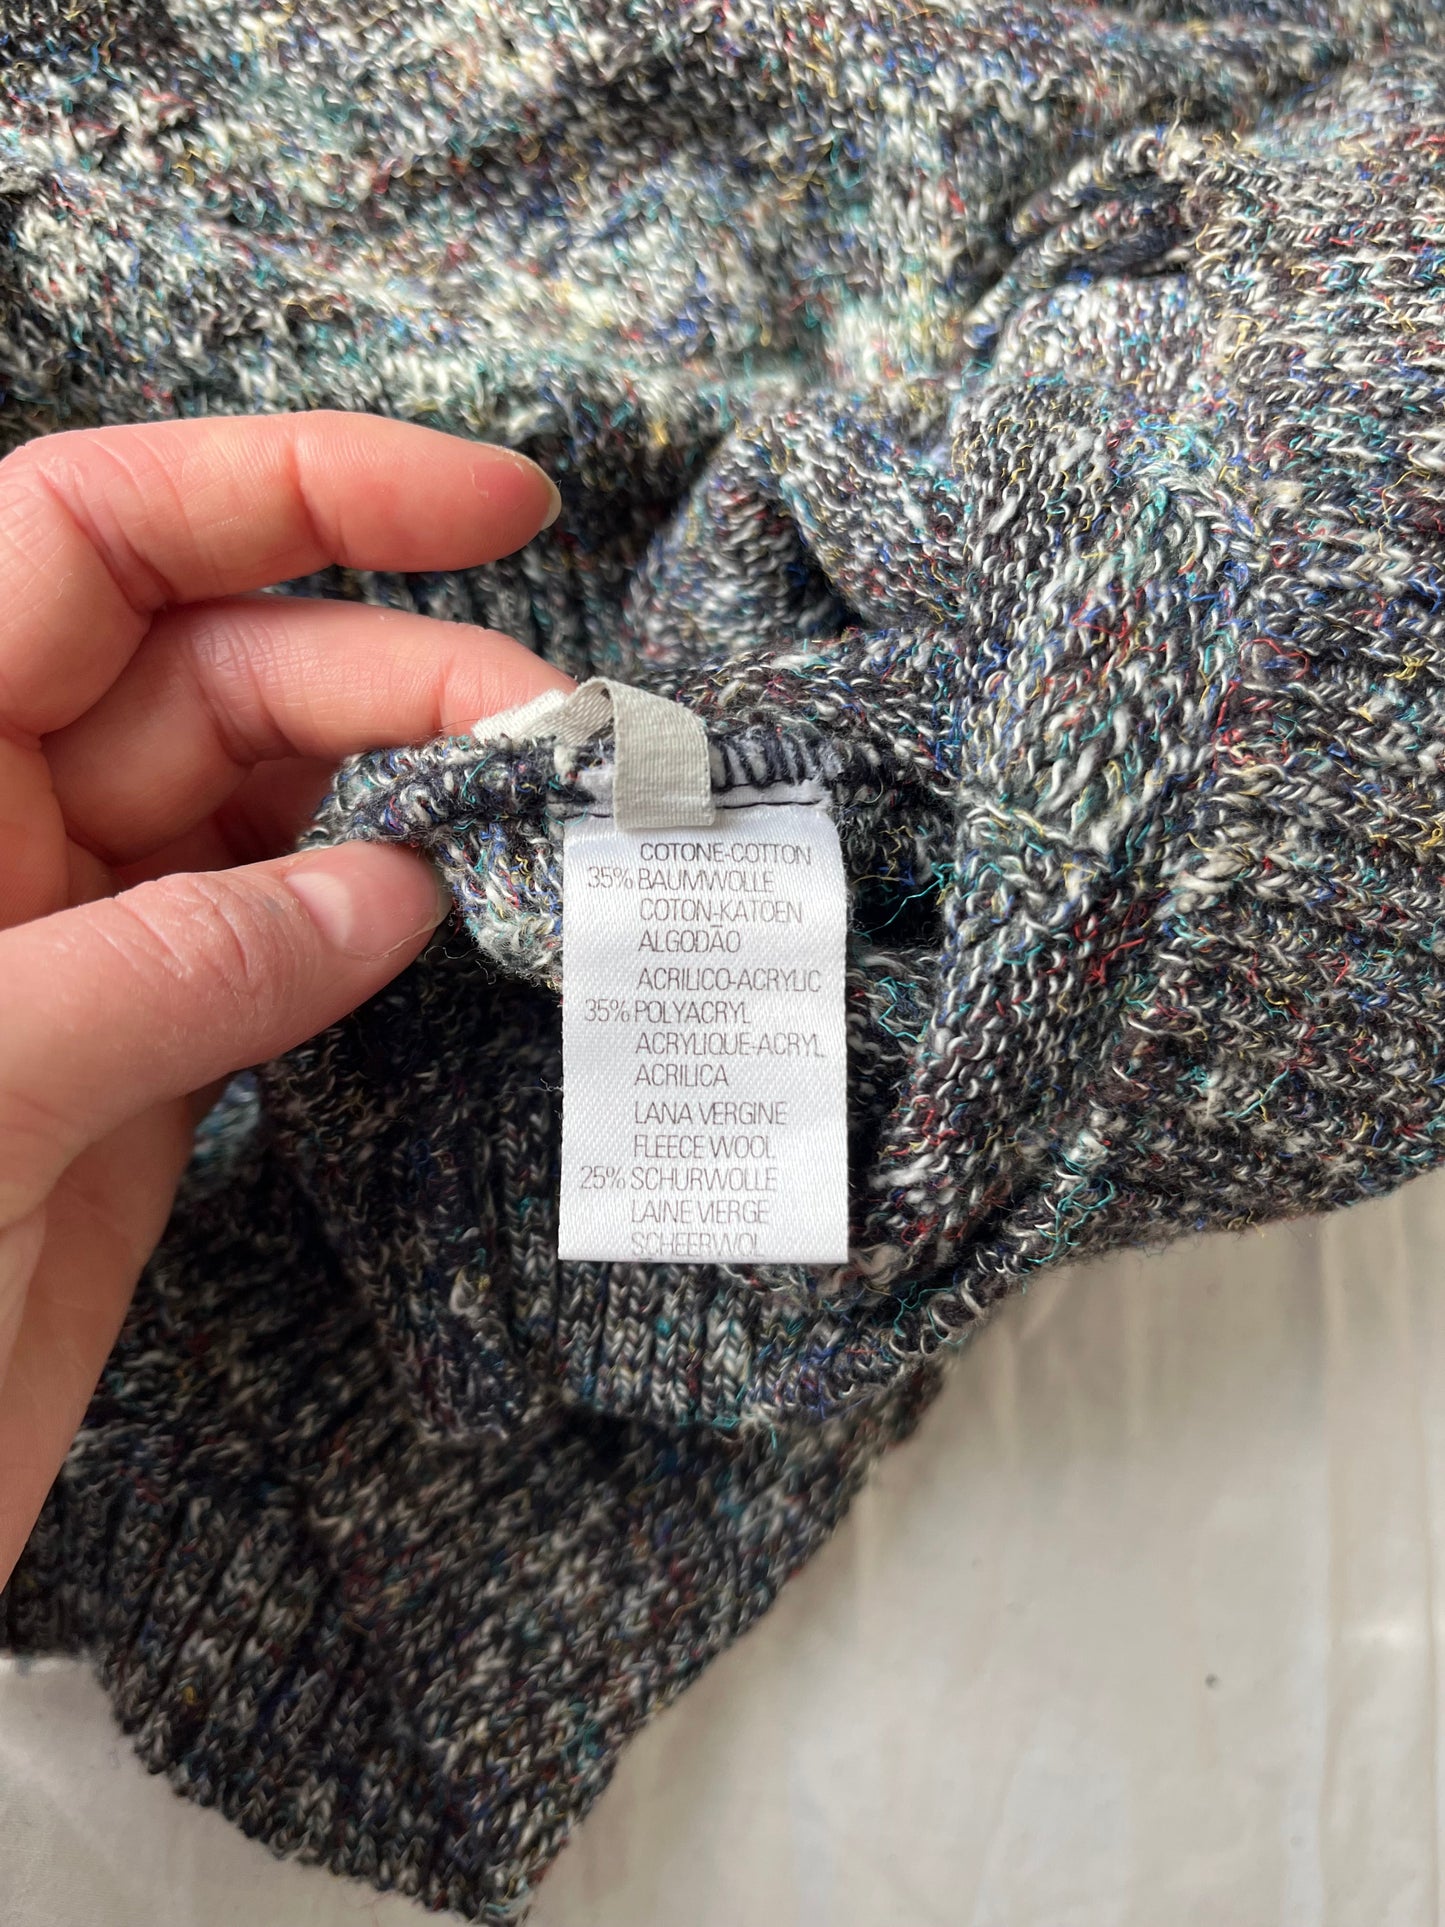 COTONE-COTTON
35% BAUMWOLLE
COTON-KATOEN
ALGODÃO
ACRILICO-ACRYLIC
35% POLYACRYL
ACRYLIQUE-ACRYL
ACRILICA
LANA VERGINE
FLEECE WOOL
25% SCHURWOLLE
LAINE VIERGE
SCHEERWOL